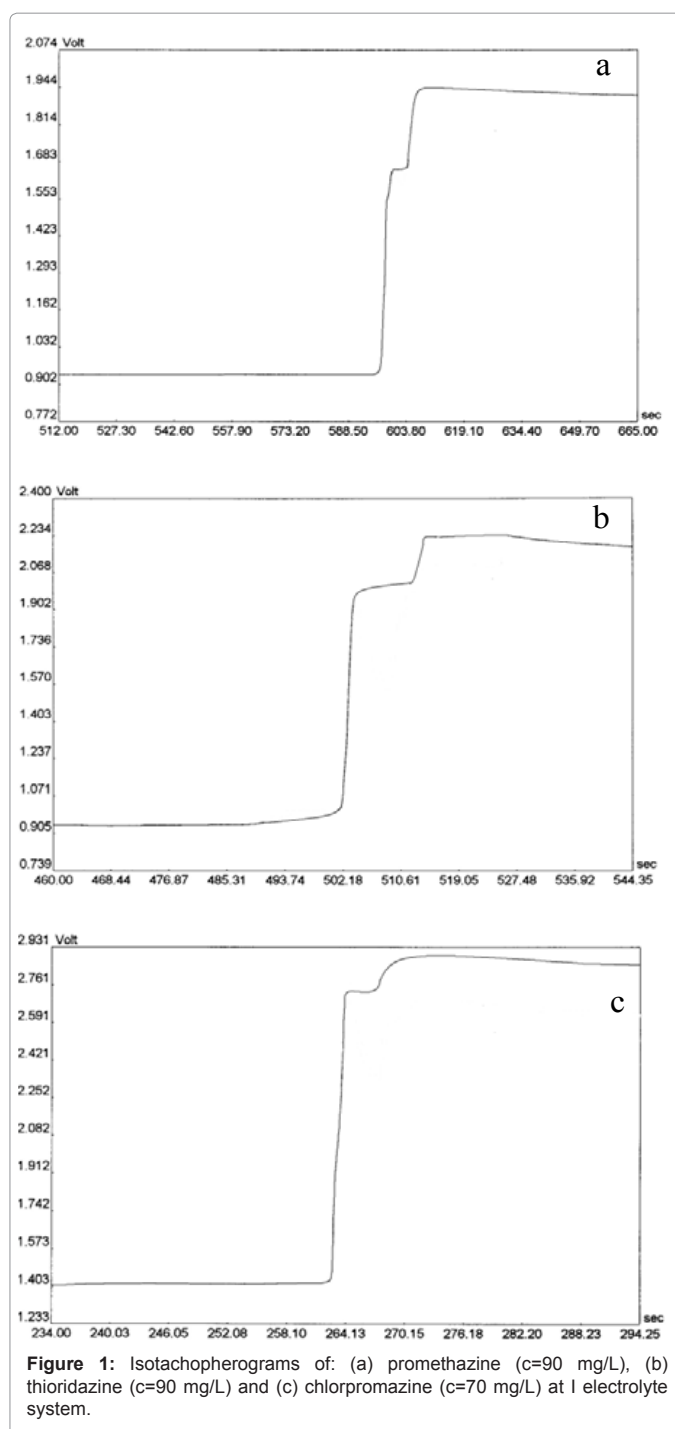 2.074 Volt
a
1.944
1.814
1.683
1.553
1.423
1.293
1.162
1.032
0.902
0.772
sec
512.00 527.30 542.60 557.90 573.20 588.50 603.80 619.10 634.40 649.70 665.00
2.400 Volt
b
2.234
2.068
1.902
1.736
1.570
1.403
1.237
1.071
0.905
0.739
sec
460.00 468.44 476.87 485.31 493.74 502.18 510.61 519.05 527.48 535.92 544.35
2.931 Volt
2.761
c
2.591
2.421
2.252
2.082
1.912
1.742
1.573
1.403
1.233
sec
234.00 240.03 246.05 252.08 258.10 264.13 270.15 276.18 282.20 288.23 294.25
Figure 1: Isotachopherograms of: (a) promethazine (c=90 mg/L), (b)
thioridazine (c=90 mg/L) and (c) chlorpromazine (c=70 mg/L) at I electrolyte
system.